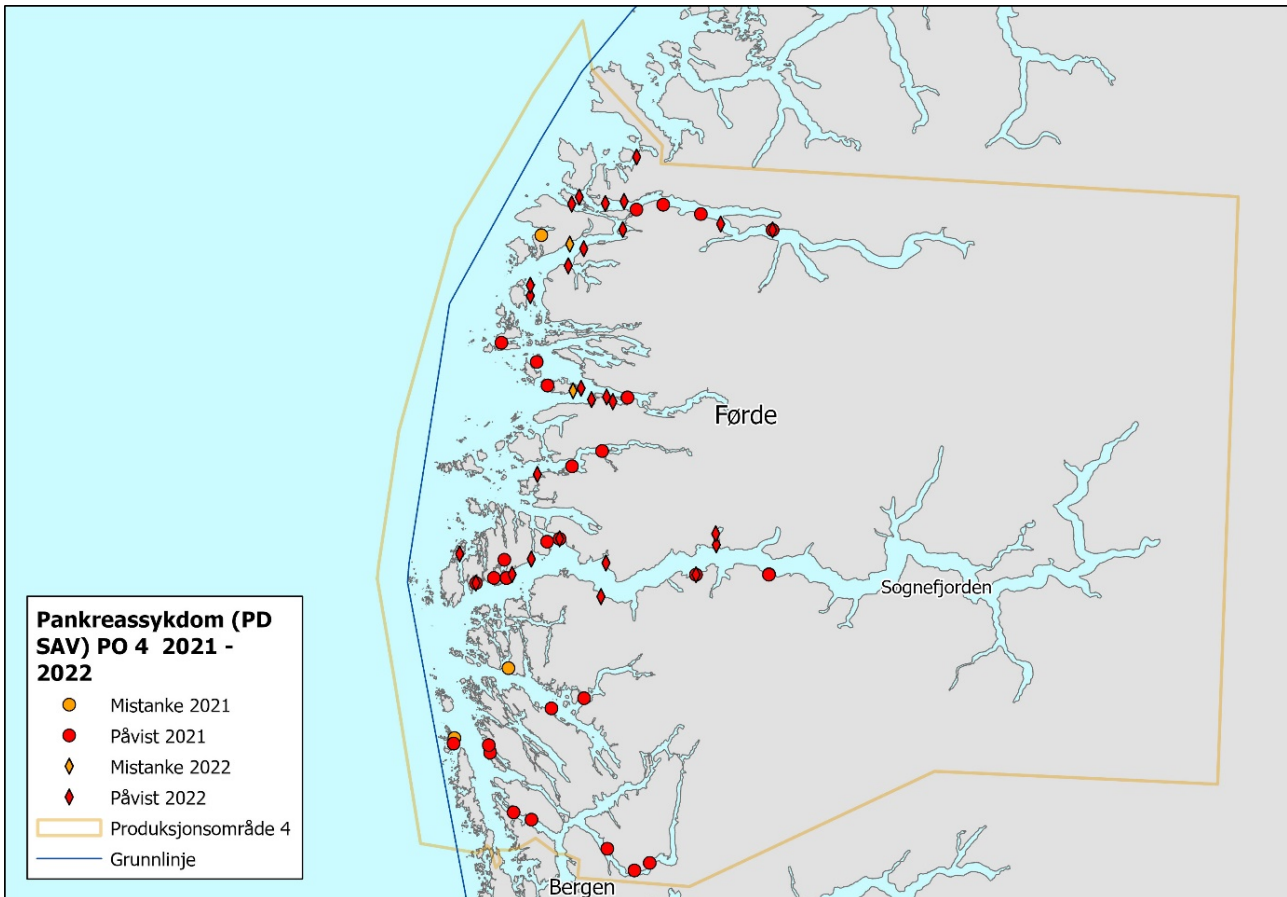 Førde
Sognefjorden
Bergen
Pankreassykdom (PD
SAV) PO 4 2021 -
2022
Mistanke 2021
Påvist 2021
Mistanke 2022
Påvist 2022
Produksjonsområde 4
Grunnlinje